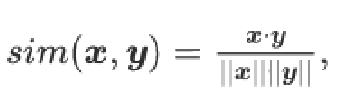 sim(x, y) = x·y / ||x||||y|| ,